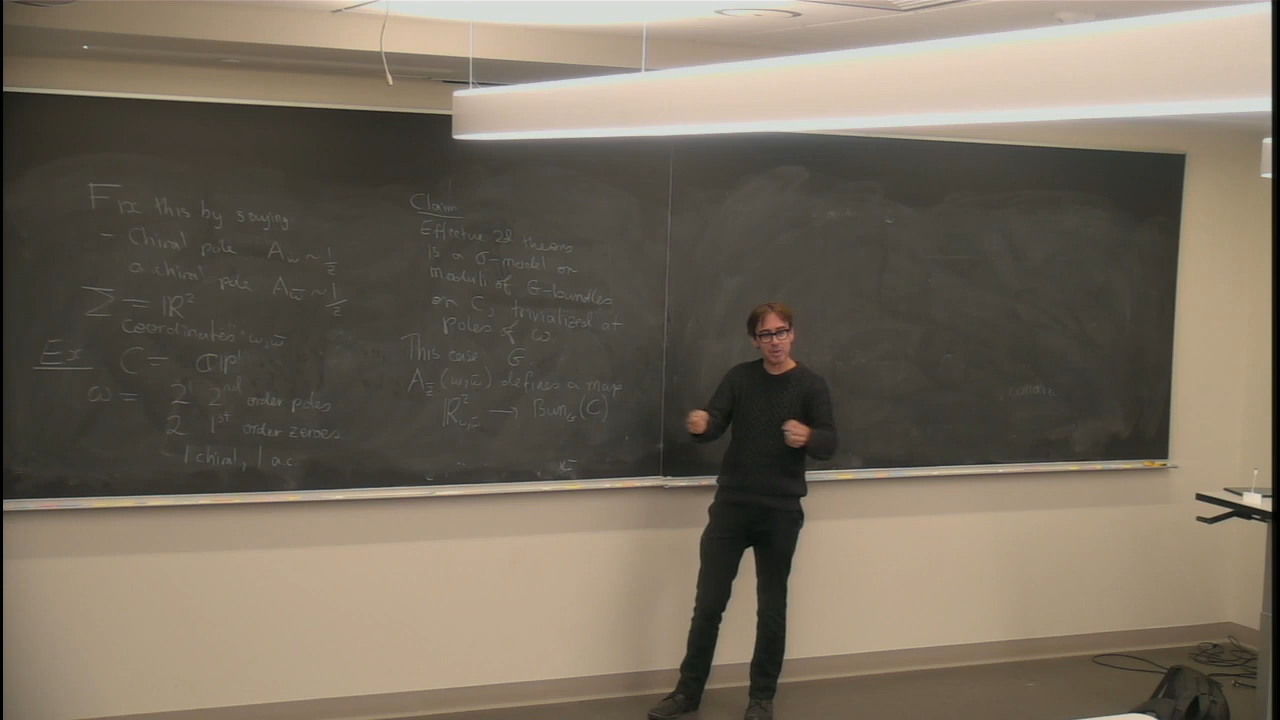 Fix this by saying
- Chiral pole A_w ~ 1/z
a chiral pole A_w̄ ~ 1/z
Σ = ℝ²
coordinates w, w̄
Ex C = ℂℙ¹
ω = 2 2nd order poles
2 1st order zeroes
1 chiral, 1 a.c.
Claim
Effective 2d theory
is a σ-model on
moduli of G-bundles
on C, trivialized at
poles of ω
This case: G
A_z̄(w, w̄) defines a map
ℝ²_{w,w̄} → Bun_G(C)